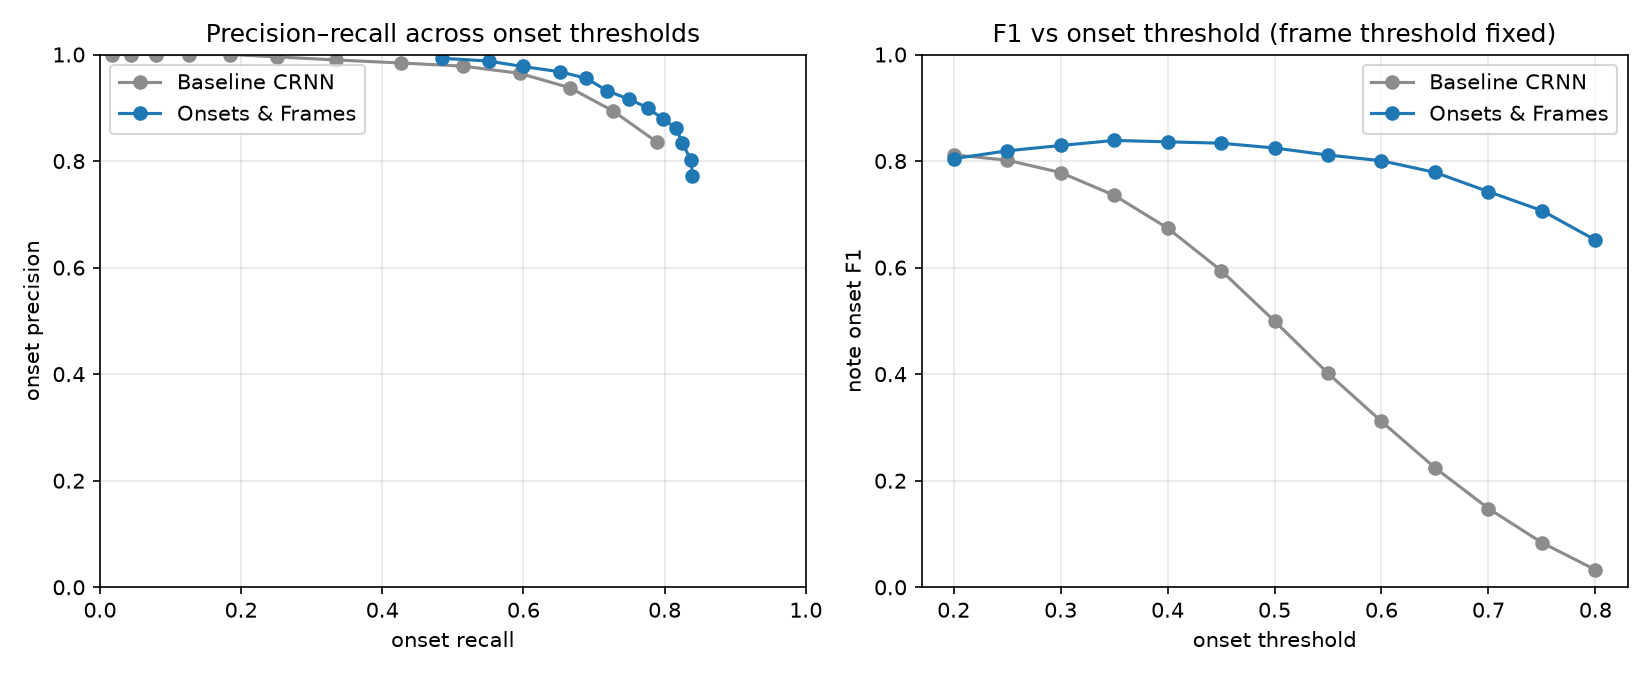 Precision–recall across onset thresholds
onset precision
1.0
0.8
0.6
0.4
0.2
0.0
Baseline CRNN
Onsets & Frames
0.0 0.2 0.4 0.6 0.8 1.0
onset recall
F1 vs onset threshold (frame threshold fixed)
note onset F1
1.0
0.8
0.6
0.4
0.2
0.0
Baseline CRNN
Onsets & Frames
0.2 0.3 0.4 0.5 0.6 0.7 0.8
onset threshold